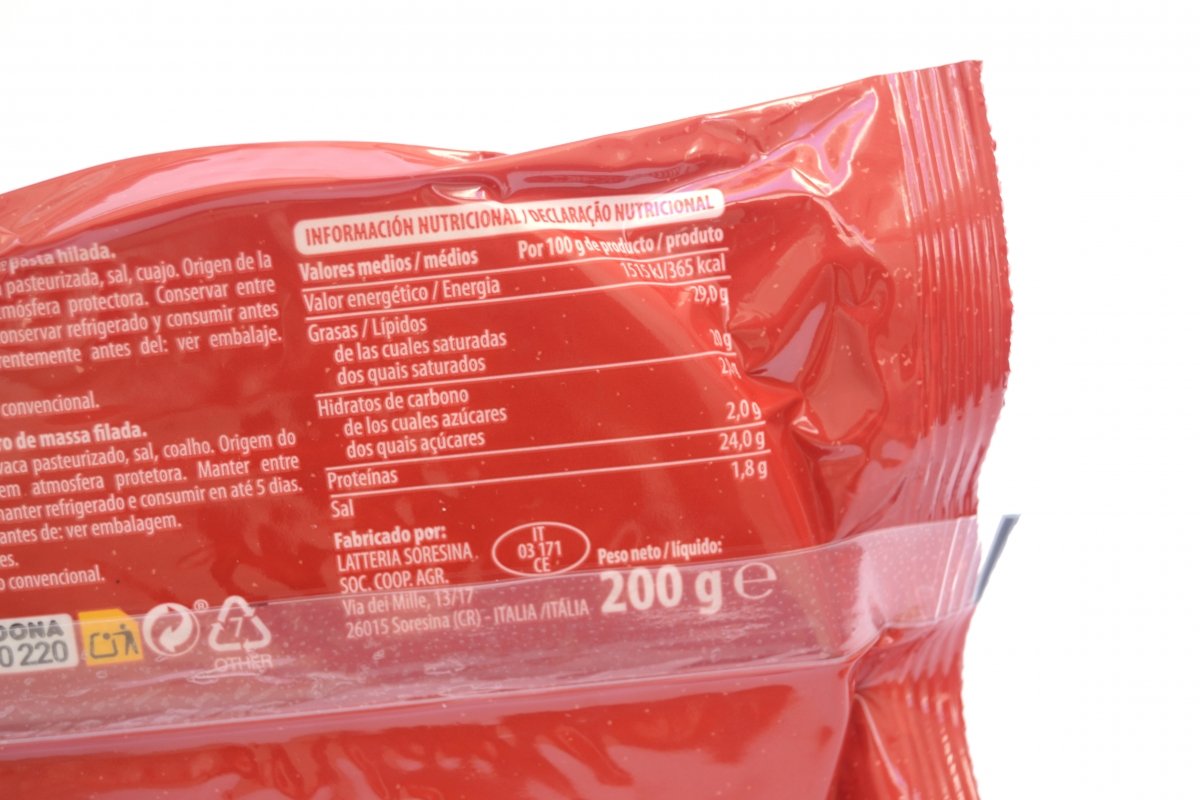 pasta hilada.
pasteurizada, sal, cuajo. Origen de la
atmósfera protectora. Conservar entre
conservar refrigerado y consumir antes
antes del: ver embalaje.
convencional.
de massa filada.
vaca pasteurizado, sal, coalho. Origem do
em atmosfera protetora. Manter entre
manter refrigerado e consumir en até 5 dias.
antes de: ver embalagem.
convencional.
INFORMACIÓN NUTRICIONAL / DECLARAÇÃO NUTRICIONAL
Valores medios / médios Por 100 g de producto / produto
Valor energético / Energia 1515 kJ/365 kcal
Grasas / Lípidos 29,0 g
de las cuales saturadas
dos quais saturados 20 g
Hidratos de carbono
de los cuales azúcares
dos quais açúcares 2,0 g
Proteínas 24,0 g
Sal 1,8 g
Fabricado por:
LATTERIA SORESINA
SOC. COOP. AGR.
Via dei Mille, 13/17
26015 Soresina (CR) - ITALIA /ITÁLIA
IT
03 171
CE
Peso neto / líquido:
200 g e
DONA
0 220
®
7
OTHER